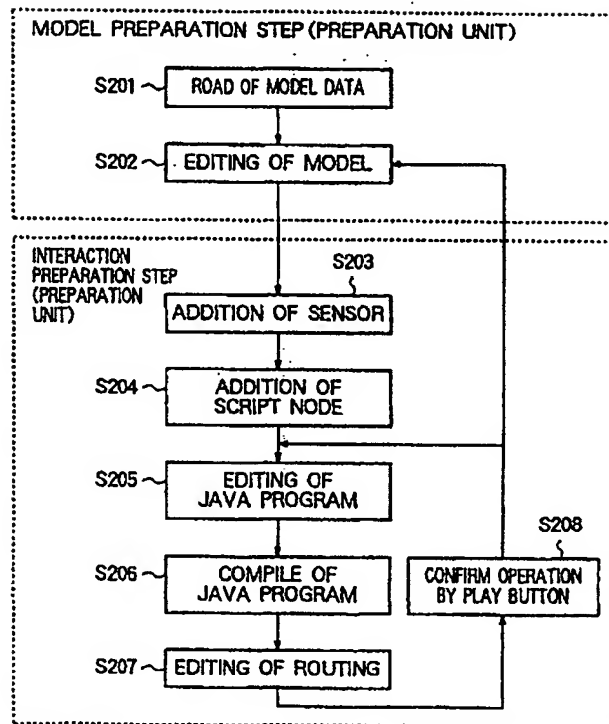 MODEL PREPARATION STEP (PREPARATION UNIT)
S201
ROAD OF MODEL DATA
S202
EDITING OF MODEL
INTERACTION
PREPARATION STEP
(PREPARATION
UNIT)
S203
ADDITION OF SENSOR
S204
ADDITION OF
SCRIPT NODE
S205
EDITING OF
JAVA PROGRAM
S206
COMPILE OF
JAVA PROGRAM
S208
CONFIRM OPERATION
BY PLAY BUTTON
S207
EDITING OF ROUTING